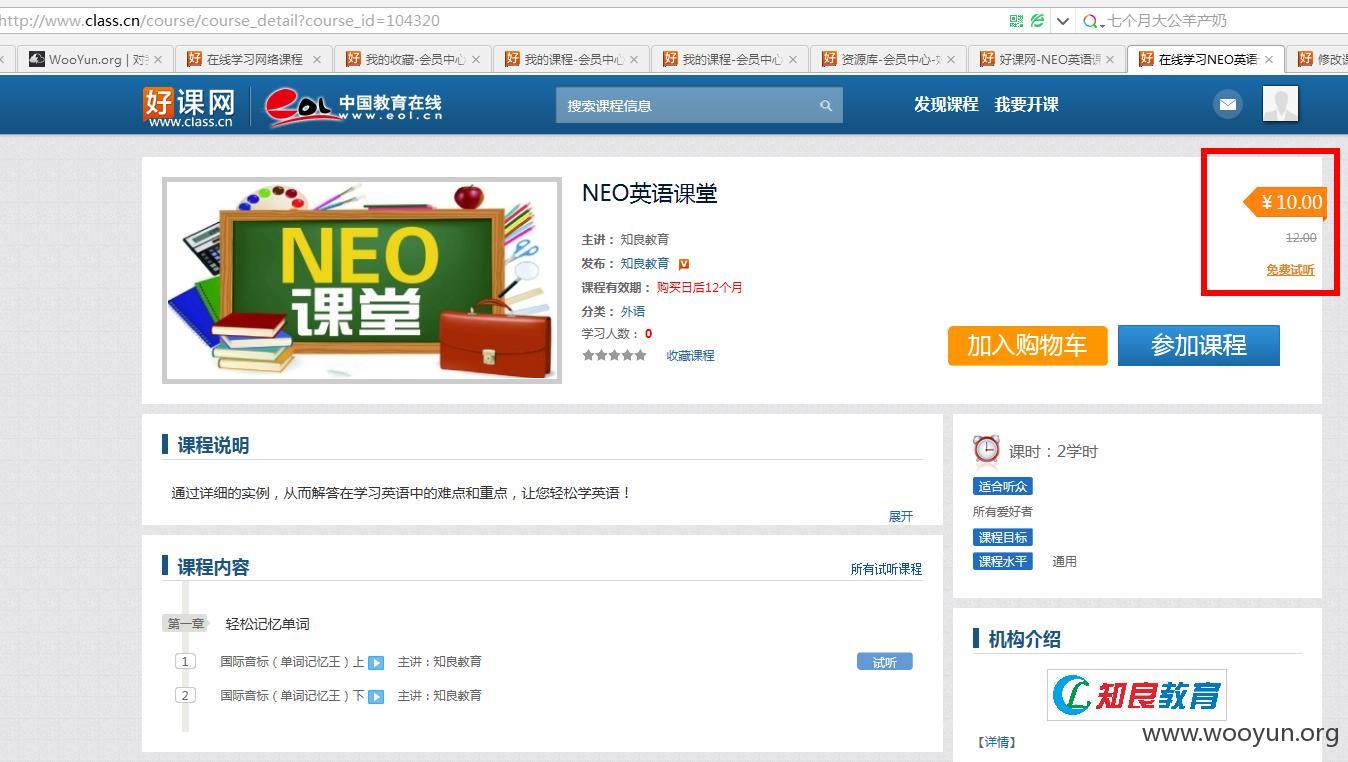 http://www.class.cn/course/course_detail?course_id=104320
七个月大公羊产奶
WooYun.org | 对
在线学习网络课程
我的收藏-会员中心
我的课程-会员中心
我的课程-会员中心
资源库-会员中心-
好课网-NEO英语
在线学习NEO英语
修改
好课网
www.class.cn
eol
中国教育在线
www.eol.cn
搜索课程信息
发现课程 我要开课
NEO
课堂
NEO英语课堂
¥10.00
12.00
免费试听
主讲： 知良教育
发布： 知良教育 V
课程有效期： 购买日后12个月
分类： 外语
学习人数： 0
收藏课程
加入购物车
参加课程
课程说明
通过详细的实例，从而解答在学习英语中的难点和重点，让您轻松学英语！
展开
课时：2学时
适合听众
所有爱好者
课程目标
课程水平 通用
课程内容
所有试听课程
第一章 轻松记忆单词
1 国际音标（单词记忆王）上 主讲：知良教育 试听
2 国际音标（单词记忆王）下 主讲：知良教育
机构介绍
知良教育
【详情】
www.wooyun.org